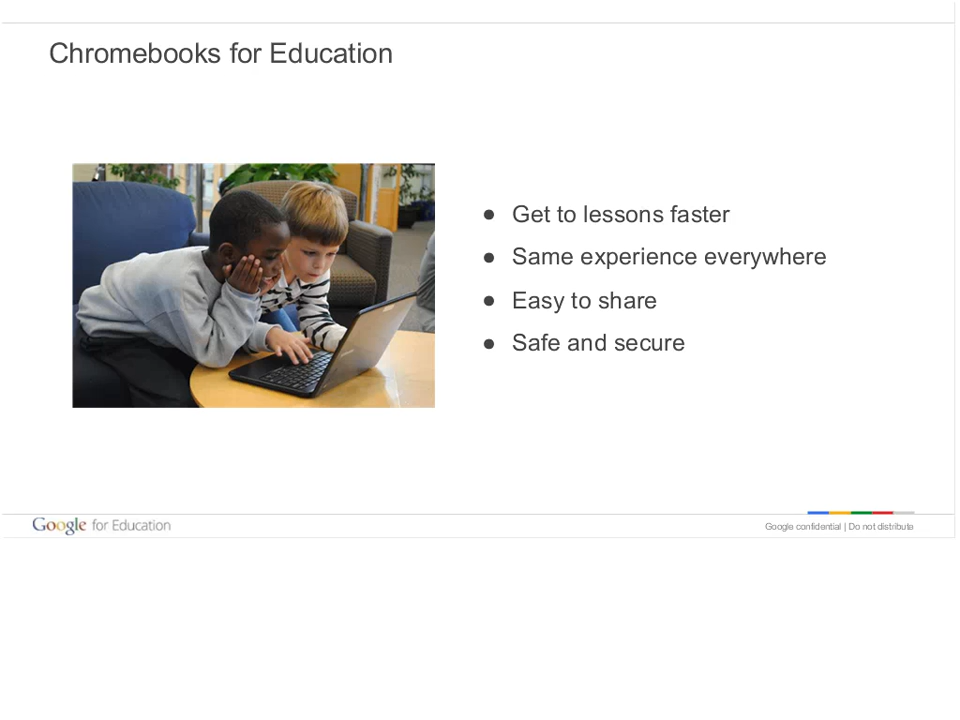 Chromebooks for Education
● Get to lessons faster
● Same experience everywhere
● Easy to share
● Safe and secure
Google for Education
Google confidential | Do not distribute